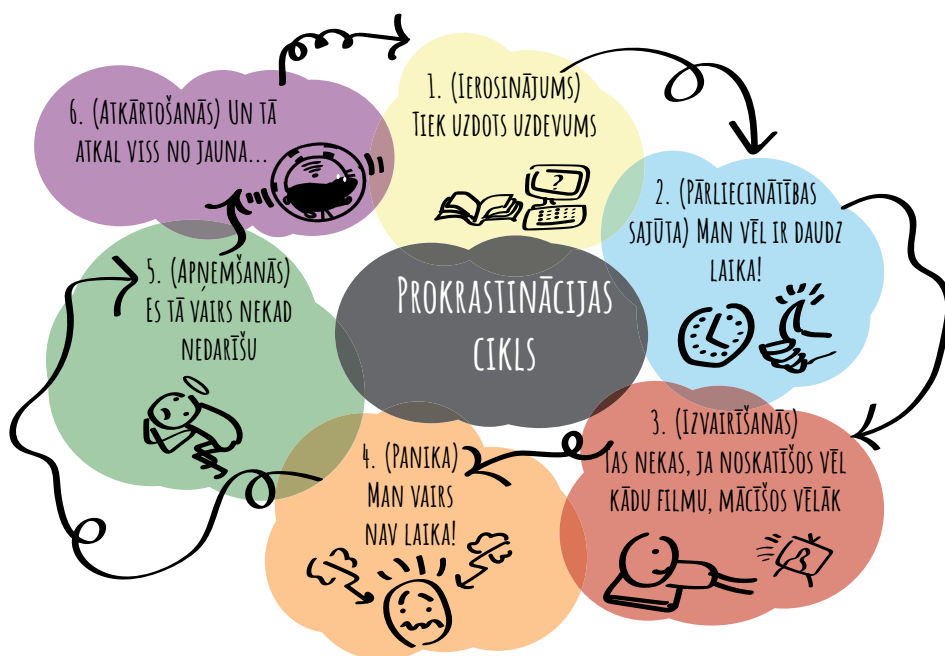 Prokrastinācijas
cikls
1. (Ierosinājums)
Tiek uzdots uzdevums
?
2. (Pārliecinātības
sajūta) Man vēl ir daudz
laika!
3. (Izvairīšanās)
Tas nekas, ja noskatīšos vēl
kādu filmu, mācīšos vēlāk
4. (Panika)
Man vairs
nav laika!
5. (Apņemšanās)
Es tā vairs nekad
nedarīšu
6. (Atkārtošanās) Un tā
atkal viss no jauna...